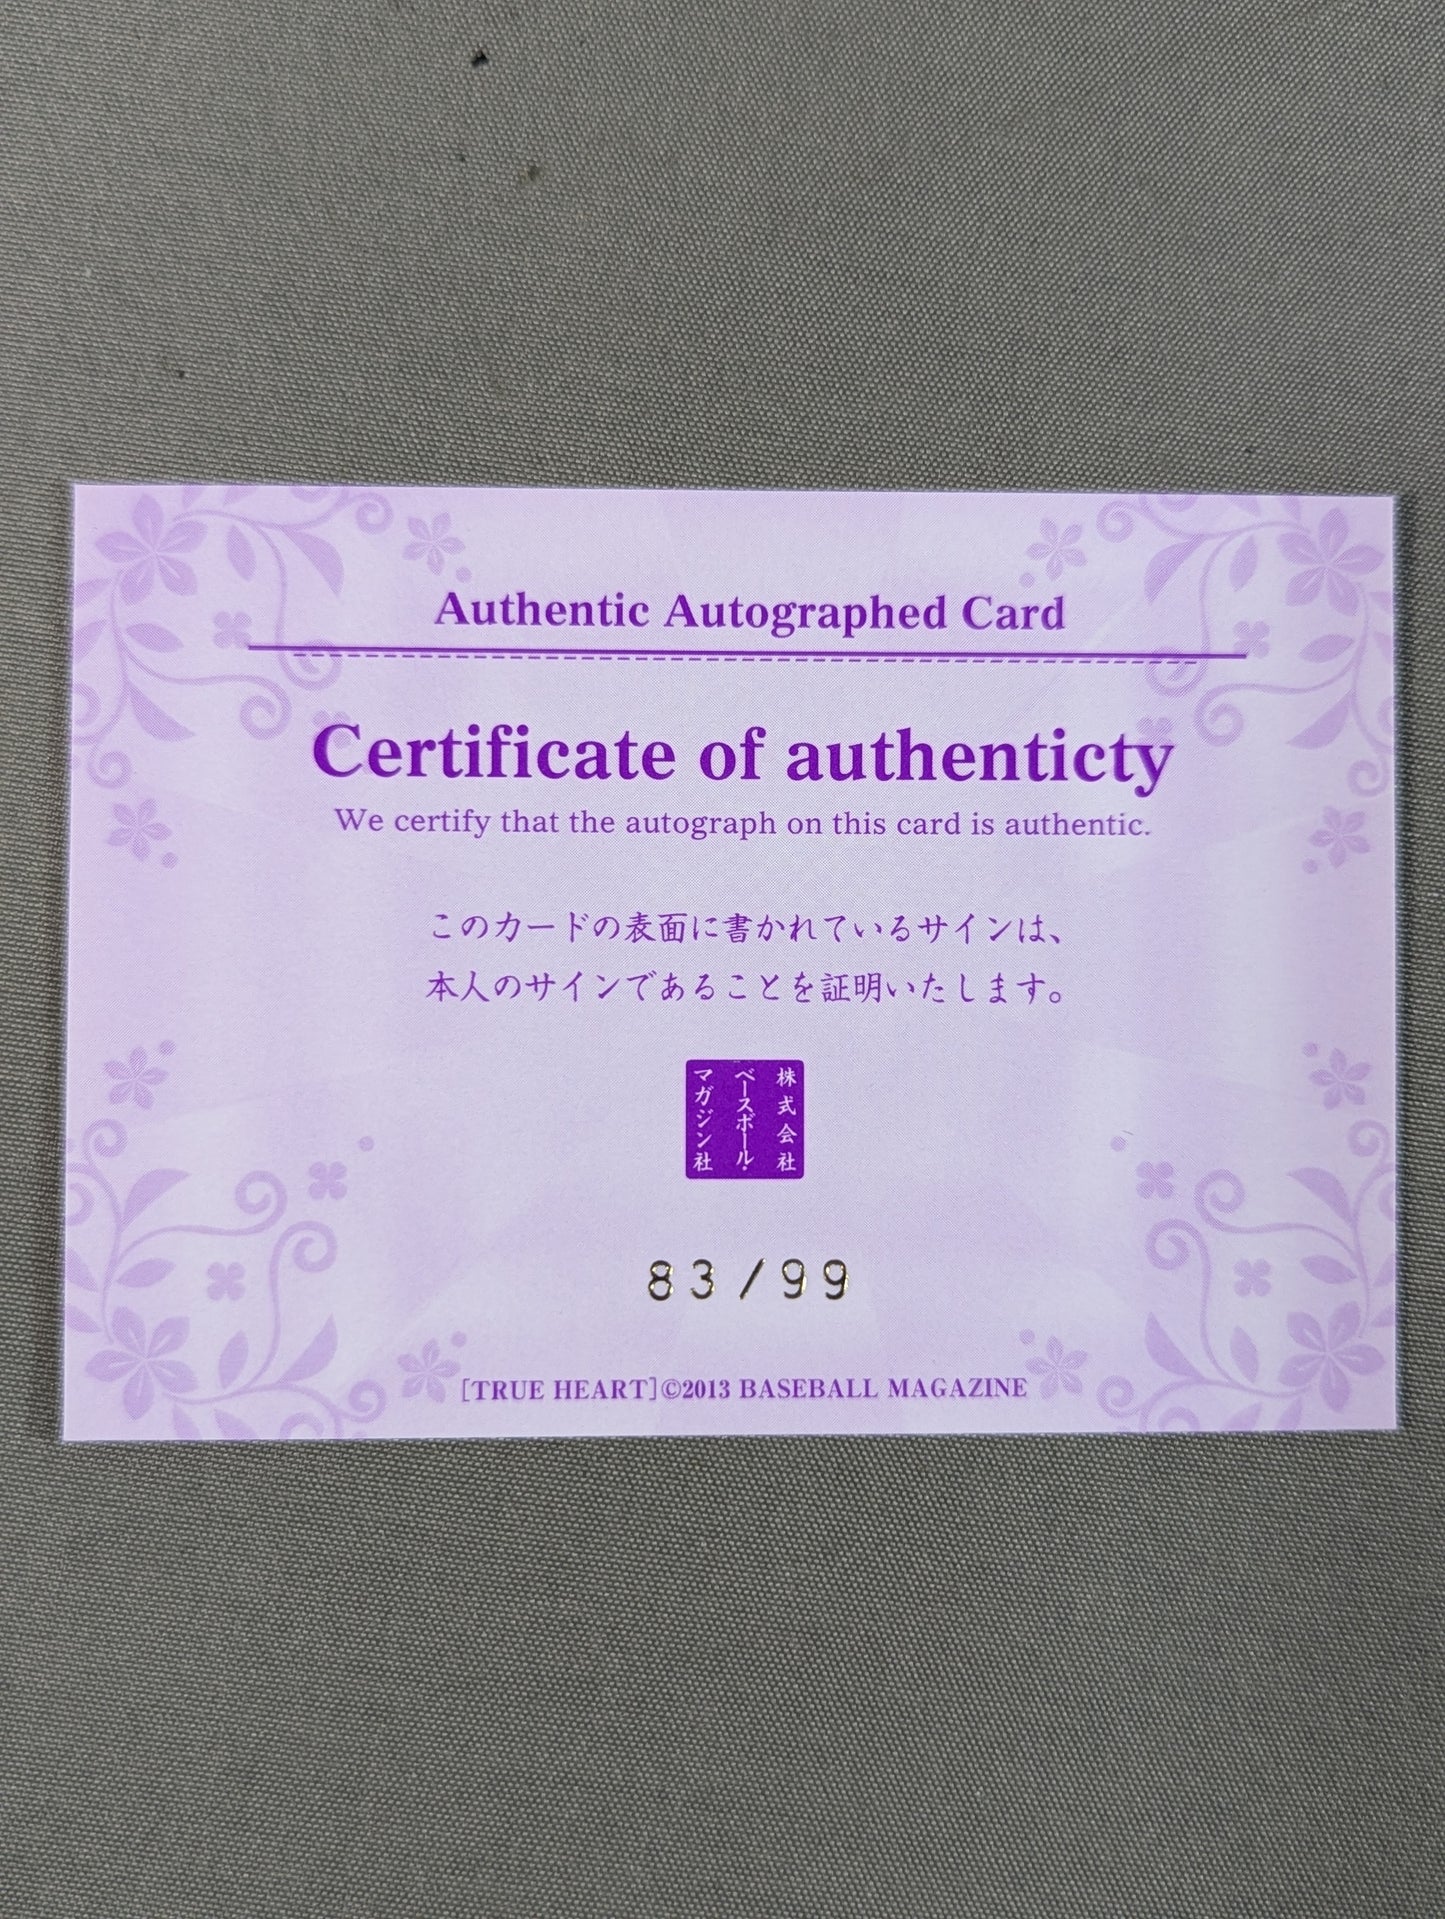 Authentic Autographed Card
Certificate of authenticty
We certify that the autograph on this card is authentic.
このカードの表面に書かれているサインは、
本人のサインであることを証明いたします。
株式会社
ベースボール・
マガジン社
83/99
[TRUE HEART]©2013 BASEBALL MAGAZINE